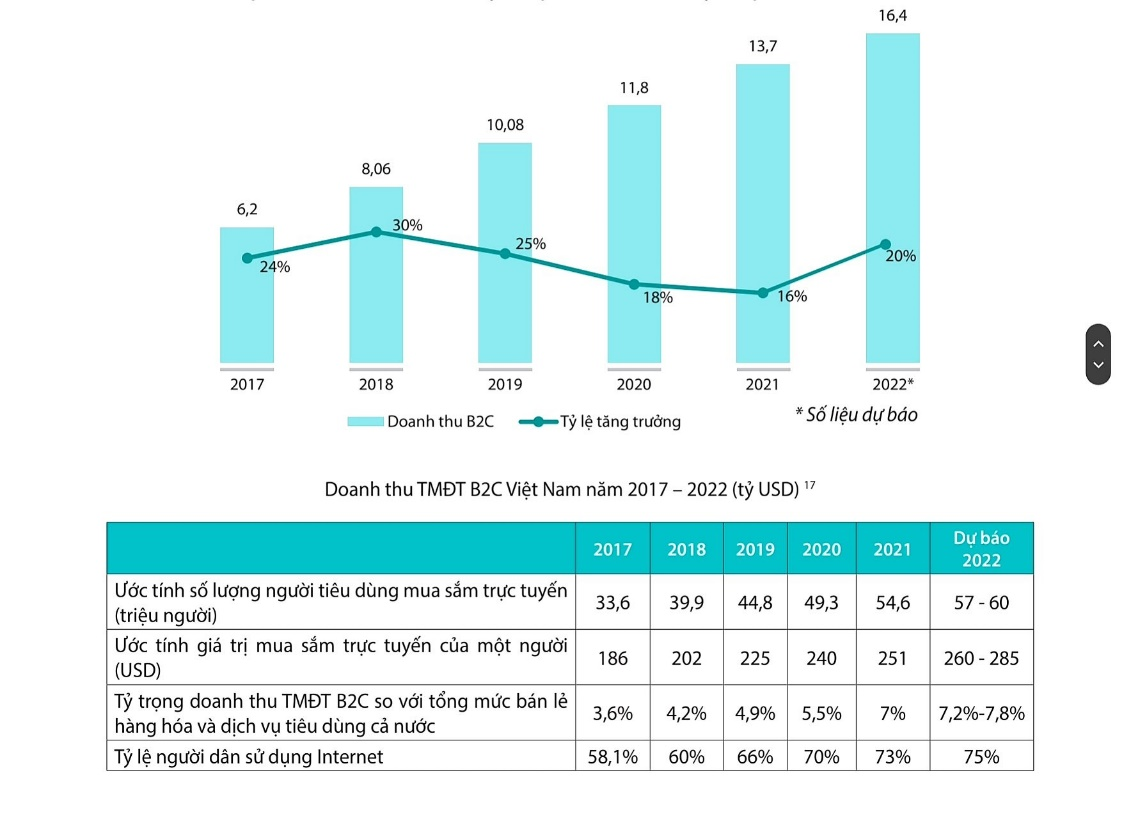 16,4
13,7
11,8
10,08
8,06
6,2
24%
30%
25%
18%
16%
20%
2017 2018 2019 2020 2021 2022*
Doanh thu B2C Tỷ lệ tăng trưởng
* Số liệu dự báo
Doanh thu TMĐT B2C Việt Nam năm 2017 – 2022 (tỷ USD) 17
2017 2018 2019 2020 2021 Dự báo
2022
Ước tính số lượng người tiêu dùng mua sắm trực tuyến
(triệu người)
33,6 39,9 44,8 49,3 54,6 57 - 60
Ước tính giá trị mua sắm trực tuyến của một người
(USD)
186 202 225 240 251 260 - 285
Tỷ trọng doanh thu TMĐT B2C so với tổng mức bán lẻ
hàng hóa và dịch vụ tiêu dùng cả nước
3,6% 4,2% 4,9% 5,5% 7% 7,2%-7,8%
Tỷ lệ người dân sử dụng Internet 58,1% 60% 66% 70% 73% 75%